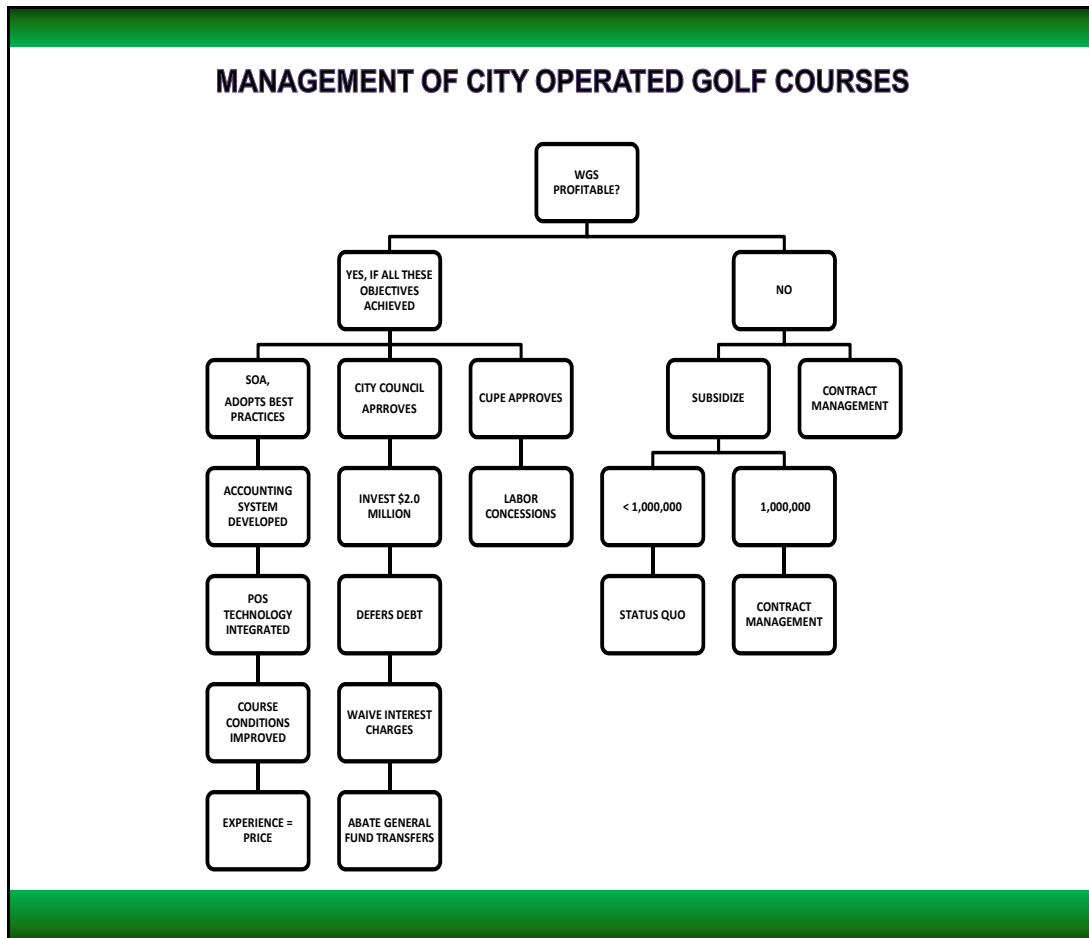 MANAGEMENT OF CITY OPERATED GOLF COURSES
WGS
PROFITABLE?
YES, IF ALL THESE
OBJECTIVES
ACHIEVED
NO
SOA,
ADOPTS BEST
PRACTICES
CITY COUNCIL
APRROVES
CUPE APPROVES
SUBSIDIZE
CONTRACT
MANAGEMENT
ACCOUNTING
SYSTEM
DEVELOPED
INVEST $2.0
MILLION
LABOR
CONCESSIONS
< 1,000,000
1,000,000
POS
TECHNOLOGY
INTEGRATED
DEFERS DEBT
STATUS QUO
CONTRACT
MANAGEMENT
COURSE
CONDITIONS
IMPROVED
WAIVE INTEREST
CHARGES
EXPERIENCE =
PRICE
ABATE GENERAL
FUND TRANSFERS